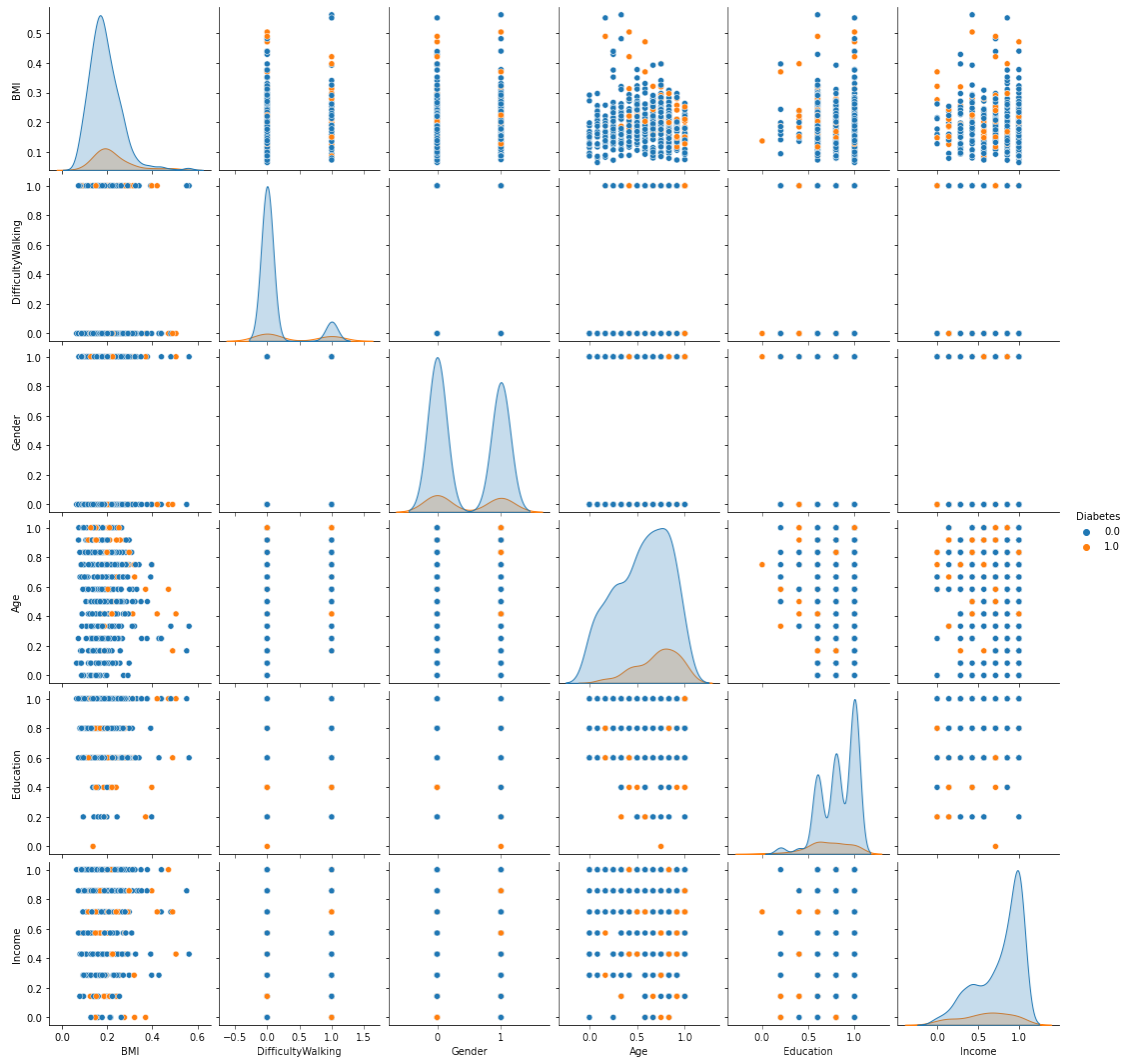 BMI
0.5
0.4
0.3
0.2
0.1
DifficultyWalking
1.0
0.8
0.6
0.4
0.2
0.0
Gender
1.0
0.8
0.6
0.4
0.2
0.0
Age
1.0
0.8
0.6
0.4
0.2
0.0
Diabetes
0.0
1.0
Education
1.0
0.8
0.6
0.4
0.2
0.0
Income
1.0
0.8
0.6
0.4
0.2
0.0
0.0 0.2 0.4 0.6
−0.5 0.0 0.5 1.0 1.5
0 1
0.0 0.5 1.0
0.0 0.5 1.0
0.0 0.5 1.0
BMI DifficultyWalking Gender Age Education Income